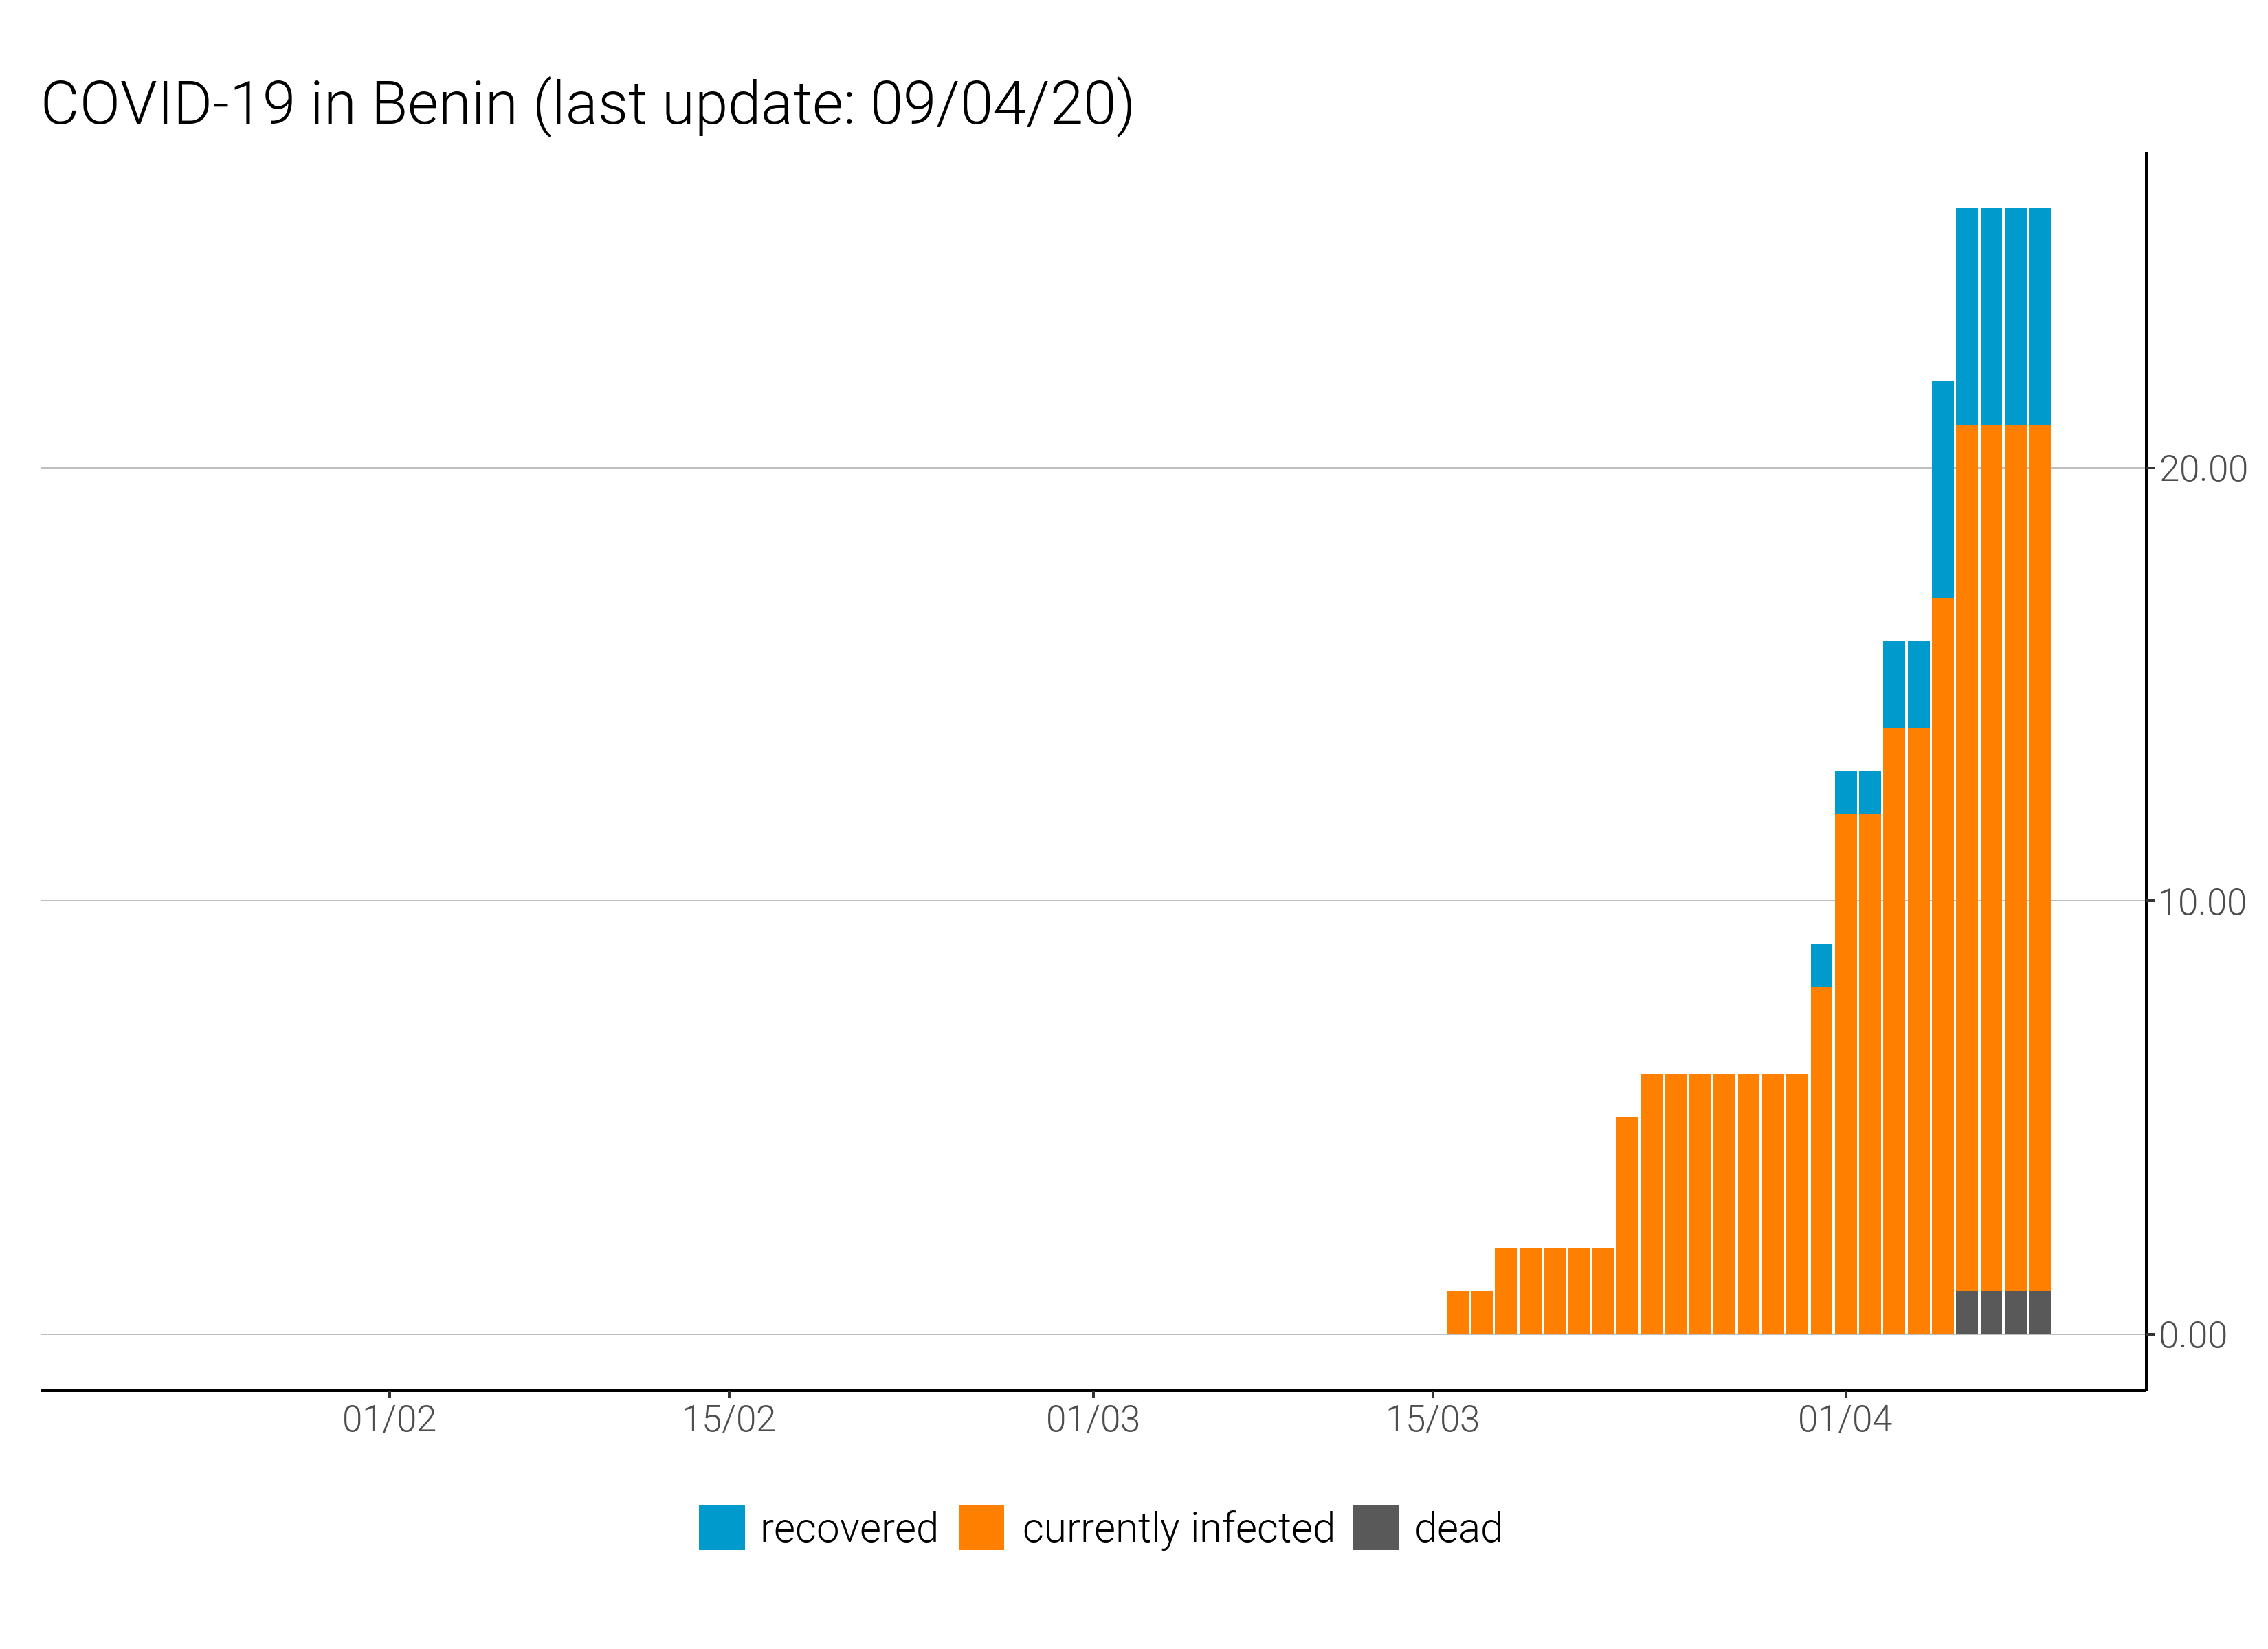 COVID-19 in Benin (last update: 09/04/20)
20.00
10.00
0.00
01/02 15/02 01/03 15/03 01/04
recovered currently infected dead